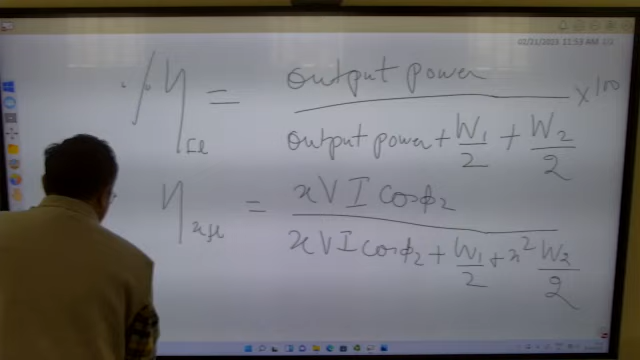 02/21/2023 11:53 AM
% η_fl = output power / output power + W₁/2 + W₂/2 × 100
η_xfl = xVI cosϕ₂ / xVI cosϕ₂ + W₁/2 + x² W₂/2